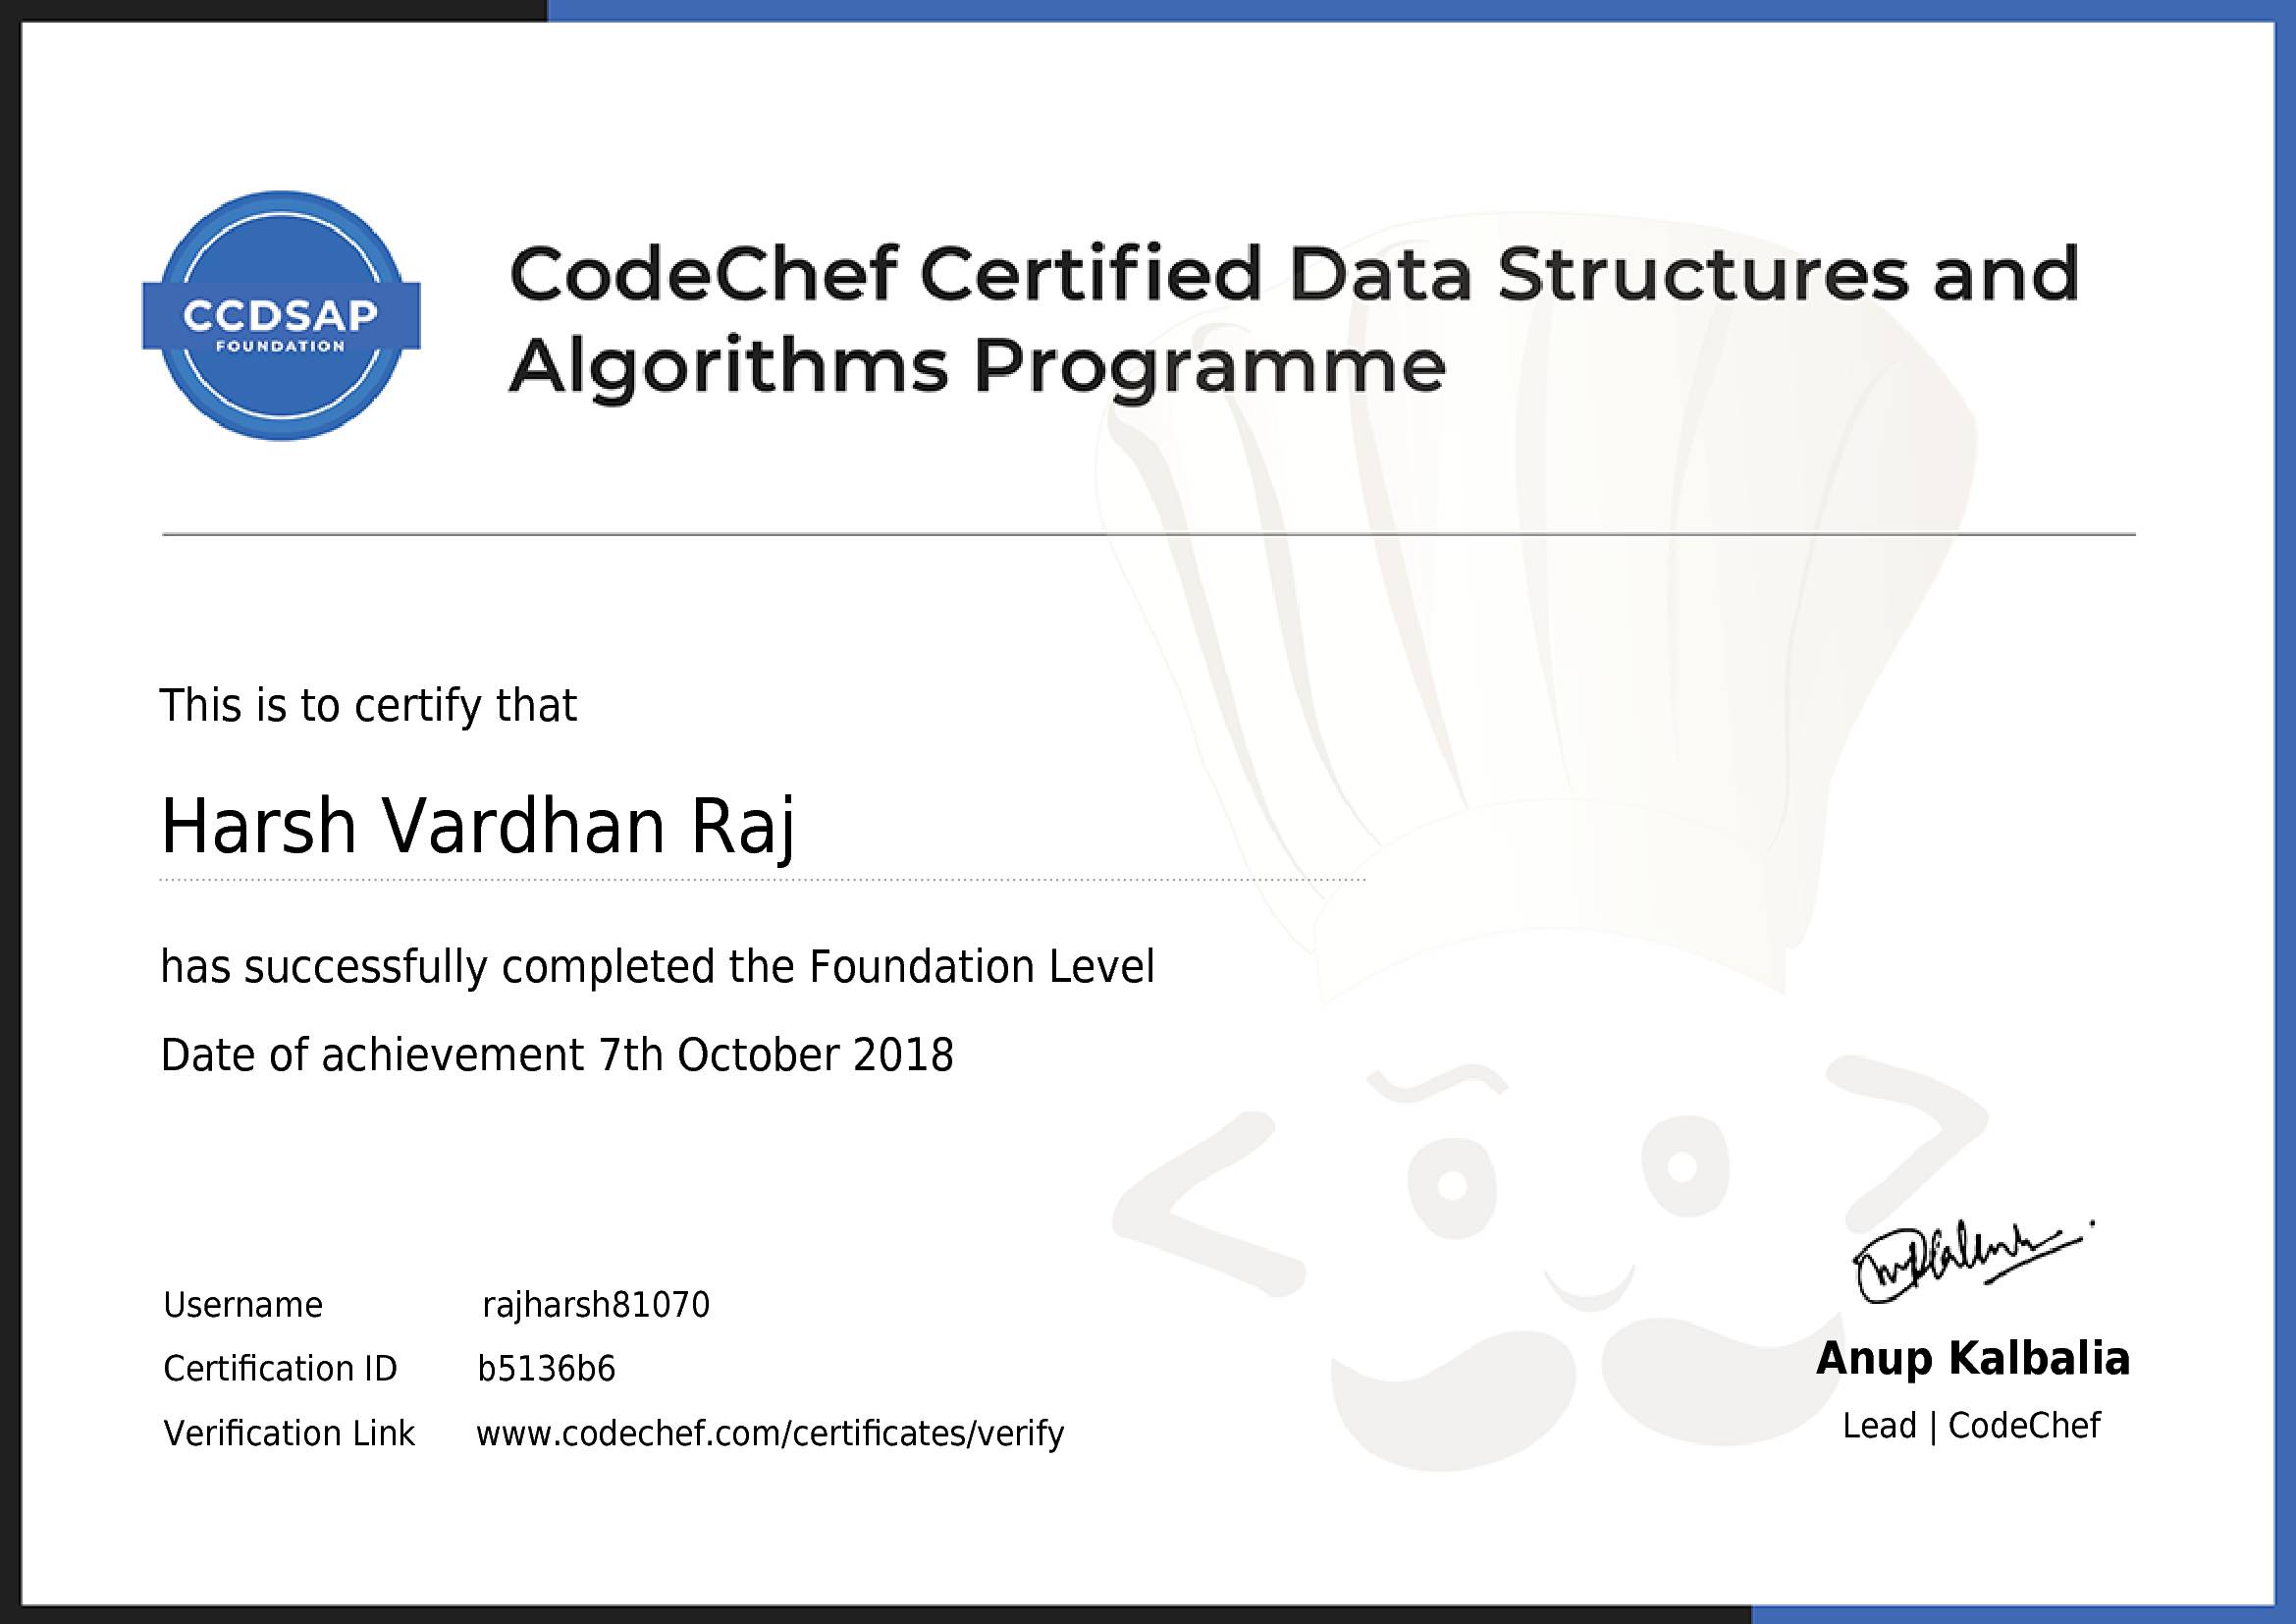 CCDSAP
FOUNDATION
CodeChef Certified Data Structures and
Algorithms Programme
This is to certify that
Harsh Vardhan Raj
has successfully completed the Foundation Level
Date of achievement 7th October 2018
Username rajharsh81070
Certification ID b5136b6
Verification Link www.codechef.com/certificates/verify
Anup Kalbalia
Lead | CodeChef